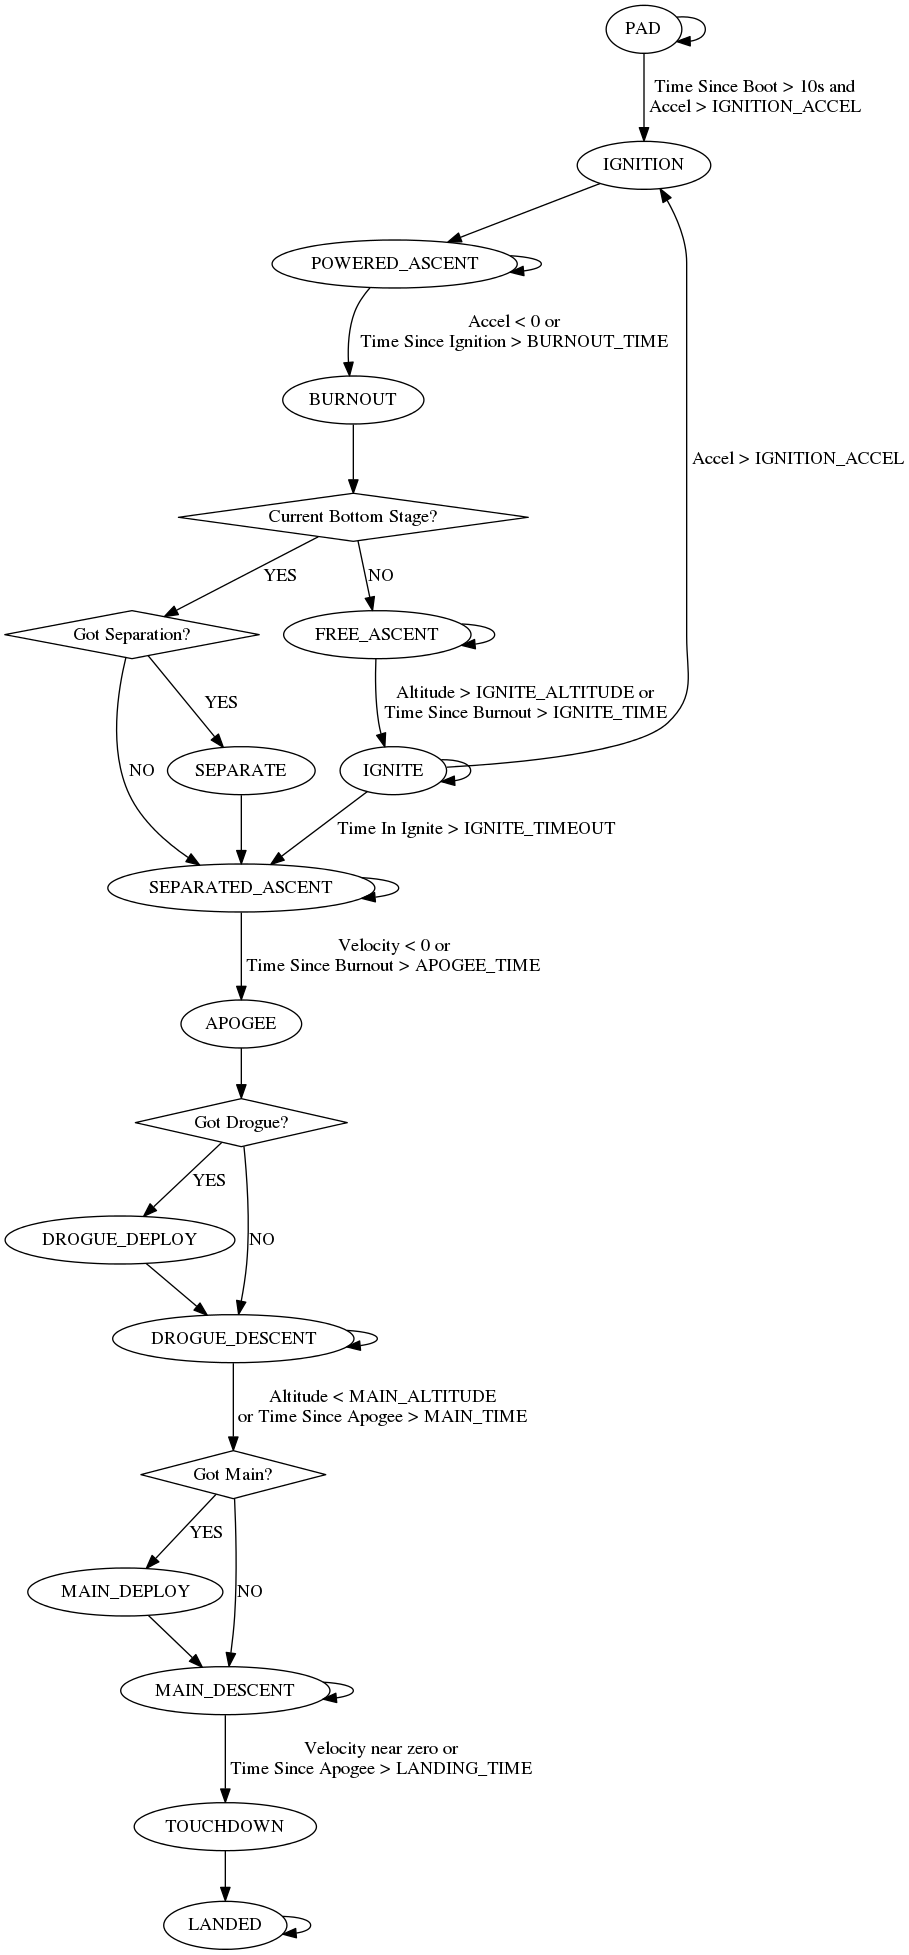 PAD
Time Since Boot > 10s and
Accel > IGNITION_ACCEL
IGNITION
POWERED_ASCENT
Accel < 0 or
Time Since Ignition > BURNOUT_TIME
BURNOUT
Accel > IGNITION_ACCEL
Current Bottom Stage?
YES
NO
Got Separation?
FREE_ASCENT
YES
Altitude > IGNITE_ALTITUDE or
Time Since Burnout > IGNITE_TIME
NO
SEPARATE
IGNITE
Time In Ignite > IGNITE_TIMEOUT
SEPARATED_ASCENT
Velocity < 0 or
Time Since Burnout > APOGEE_TIME
APOGEE
Got Drogue?
YES
DROGUE_DEPLOY
NO
DROGUE_DESCENT
Altitude < MAIN_ALTITUDE
or Time Since Apogee > MAIN_TIME
Got Main?
YES
MAIN_DEPLOY
NO
MAIN_DESCENT
Velocity near zero or
Time Since Apogee > LANDING_TIME
TOUCHDOWN
LANDED